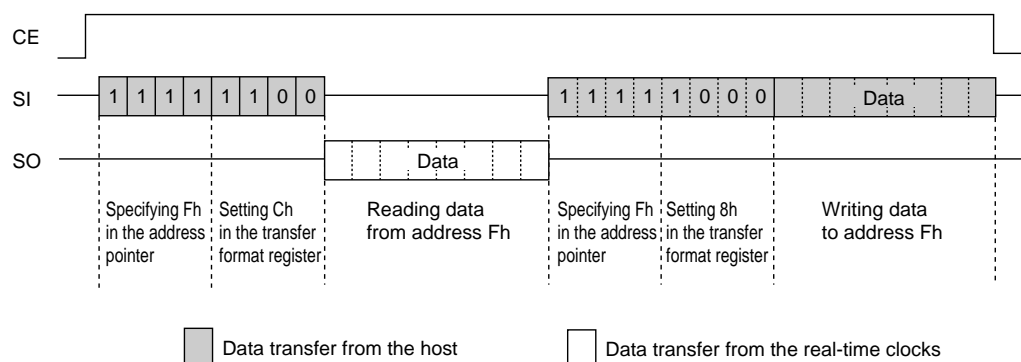 CE
SI
1 1 1 1 1 1 0 0
1 1 1 1 1 0 0 0
Data
SO
Data
Specifying Fh
in the address
pointer
Setting Ch
in the transfer
format register
Reading data
from address Fh
Specifying Fh
in the address
pointer
Setting 8h
in the transfer
format register
Writing data
to address Fh
Data transfer from the host
Data transfer from the real-time clocks